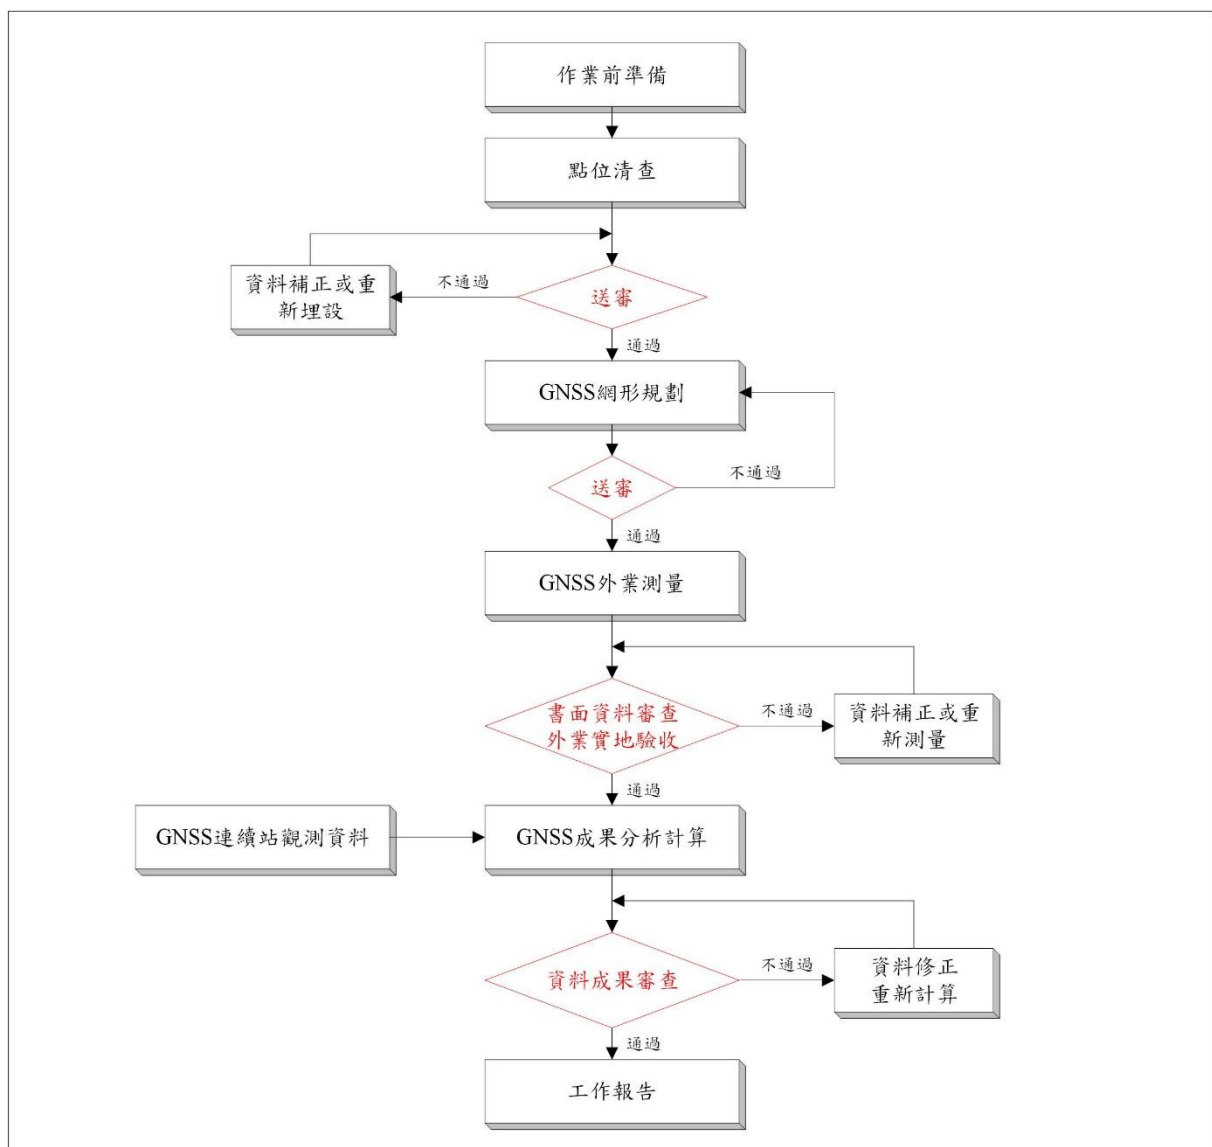 作業前準備
點位清查
資料補正或重
新埋設
不通過
送審
通過
GNSS網形規劃
送審
不通過
通過
GNSS外業測量
書面資料審查
外業實地驗收
不通過
資料補正或重
新測量
通過
GNSS連續站觀測資料
GNSS成果分析計算
資料成果審查
不通過
資料修正
重新計算
通過
工作報告